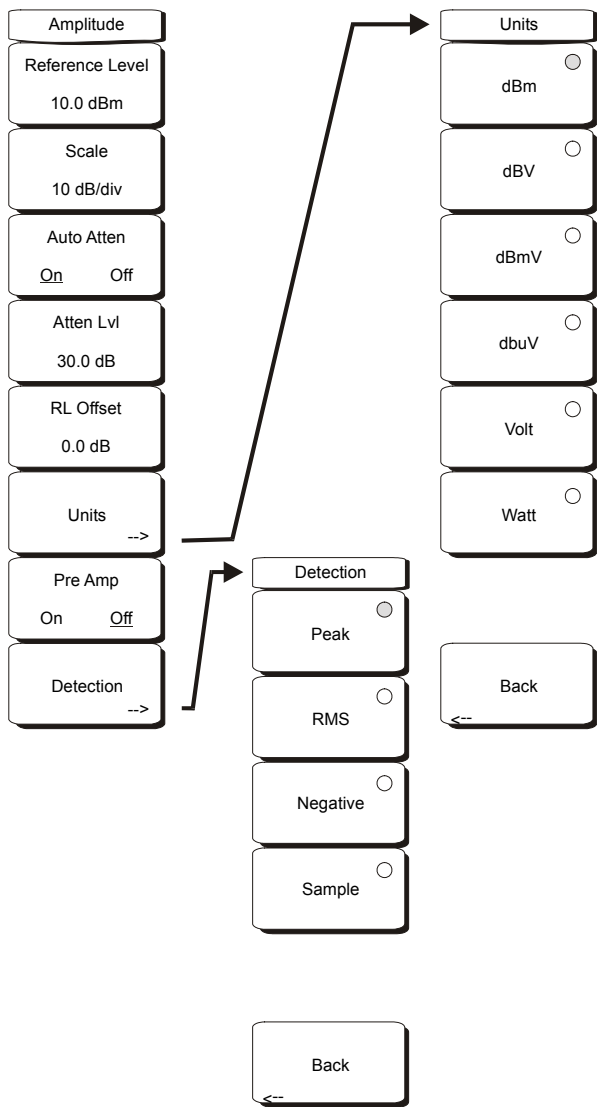 Amplitude
Reference Level
10.0 dBm
Scale
10 dB/div
Auto Atten
On Off
Atten Lvl
30.0 dB
RL Offset
0.0 dB
Units
-->
Pre Amp
On Off
Detection
-->
Units
dBm
dBV
dBmV
dbuV
Volt
Watt
Back
<--
Detection
Peak
RMS
Negative
Sample
Back
<--